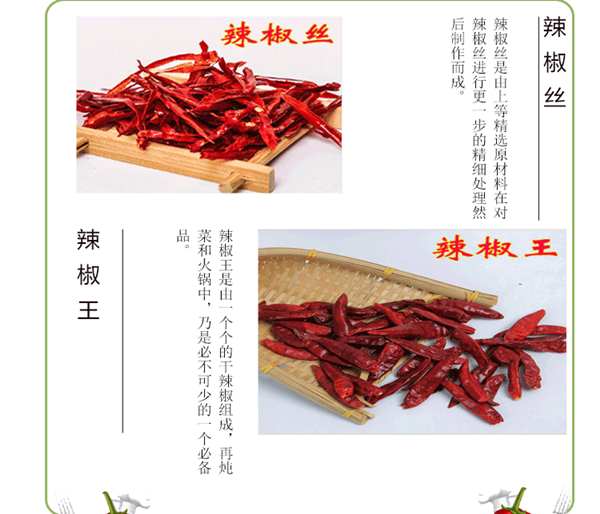 辣椒丝
辣椒丝
辣椒丝是由上等精选原材料在对
辣椒丝进行更一步的精细处理然
后制作而成。
辣椒王
辣椒王
辣椒王是由一个个的干辣椒组成，再炖
菜和火锅中，乃是必不可少的一个必备
品。